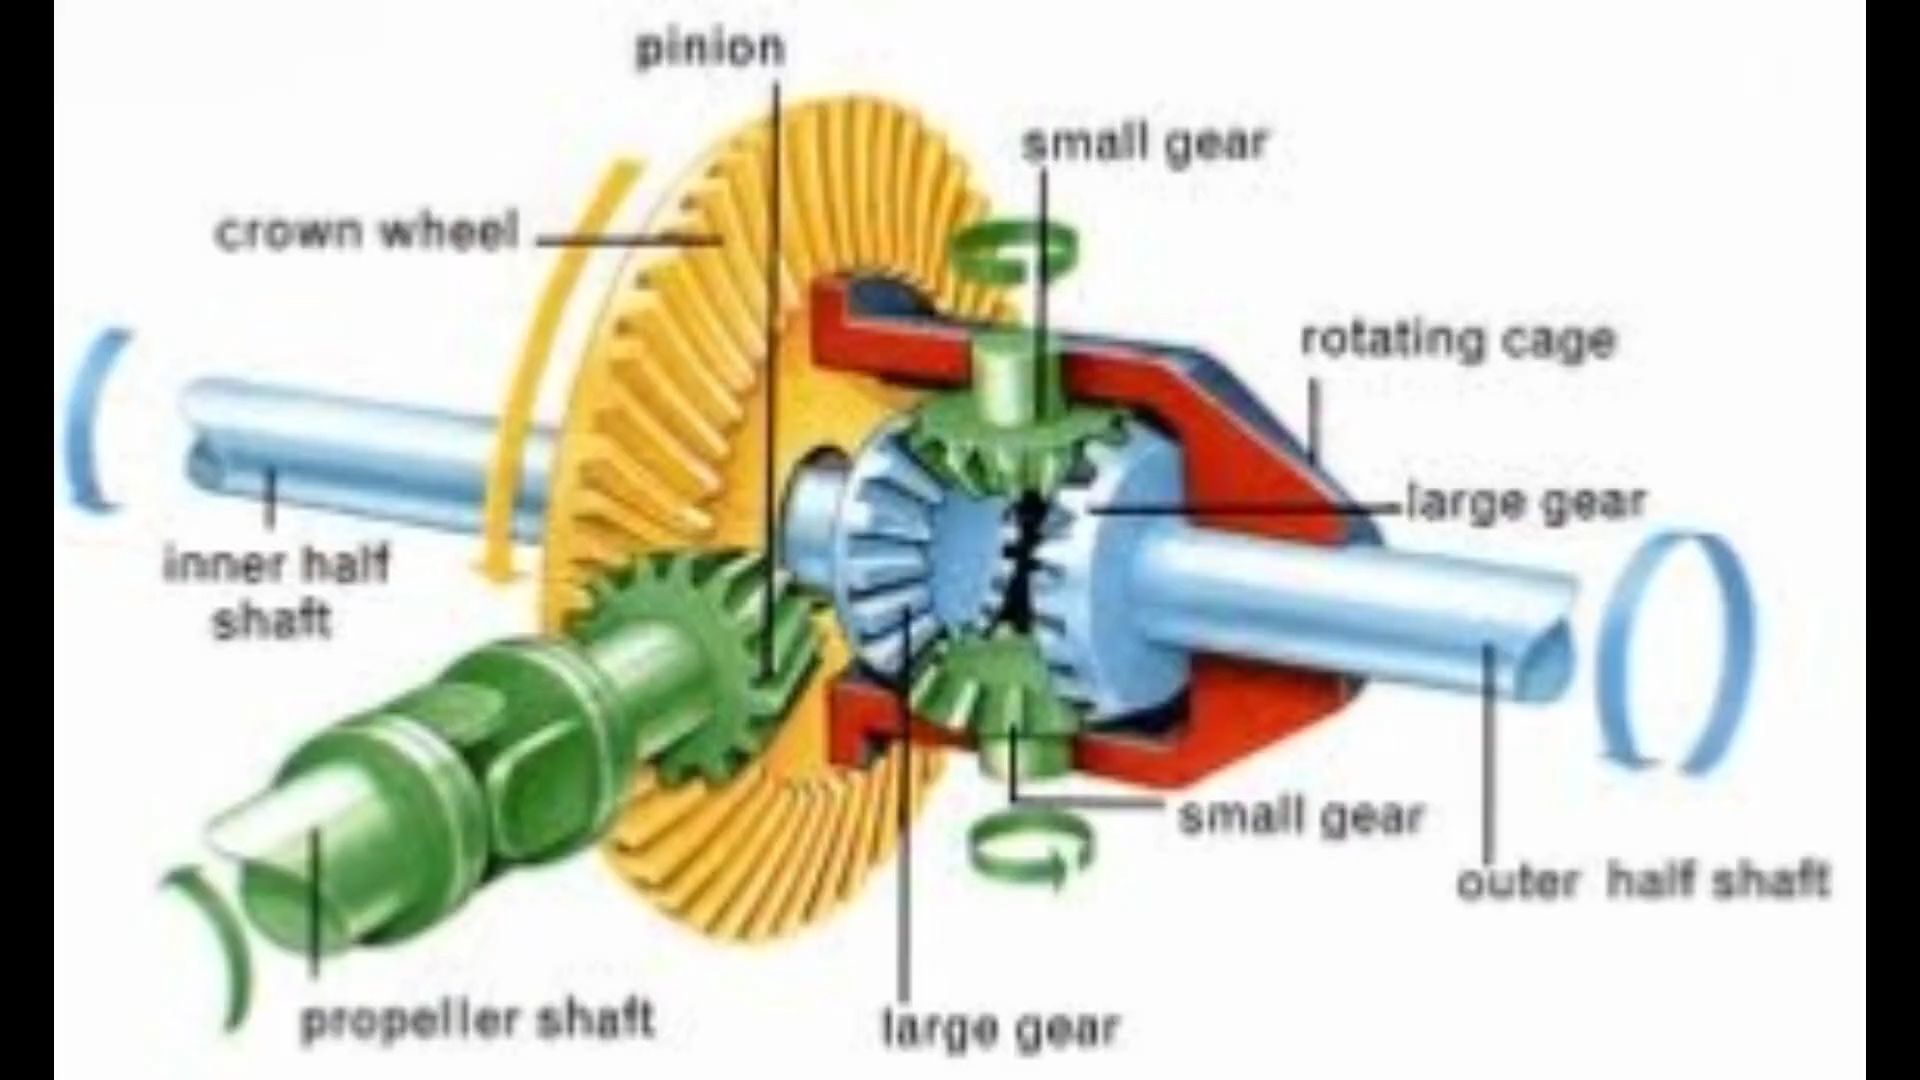 pinion
small gear
crown wheel
rotating cage
large gear
inner half
shaft
small gear
outer half shaft
propeller shaft
large gear